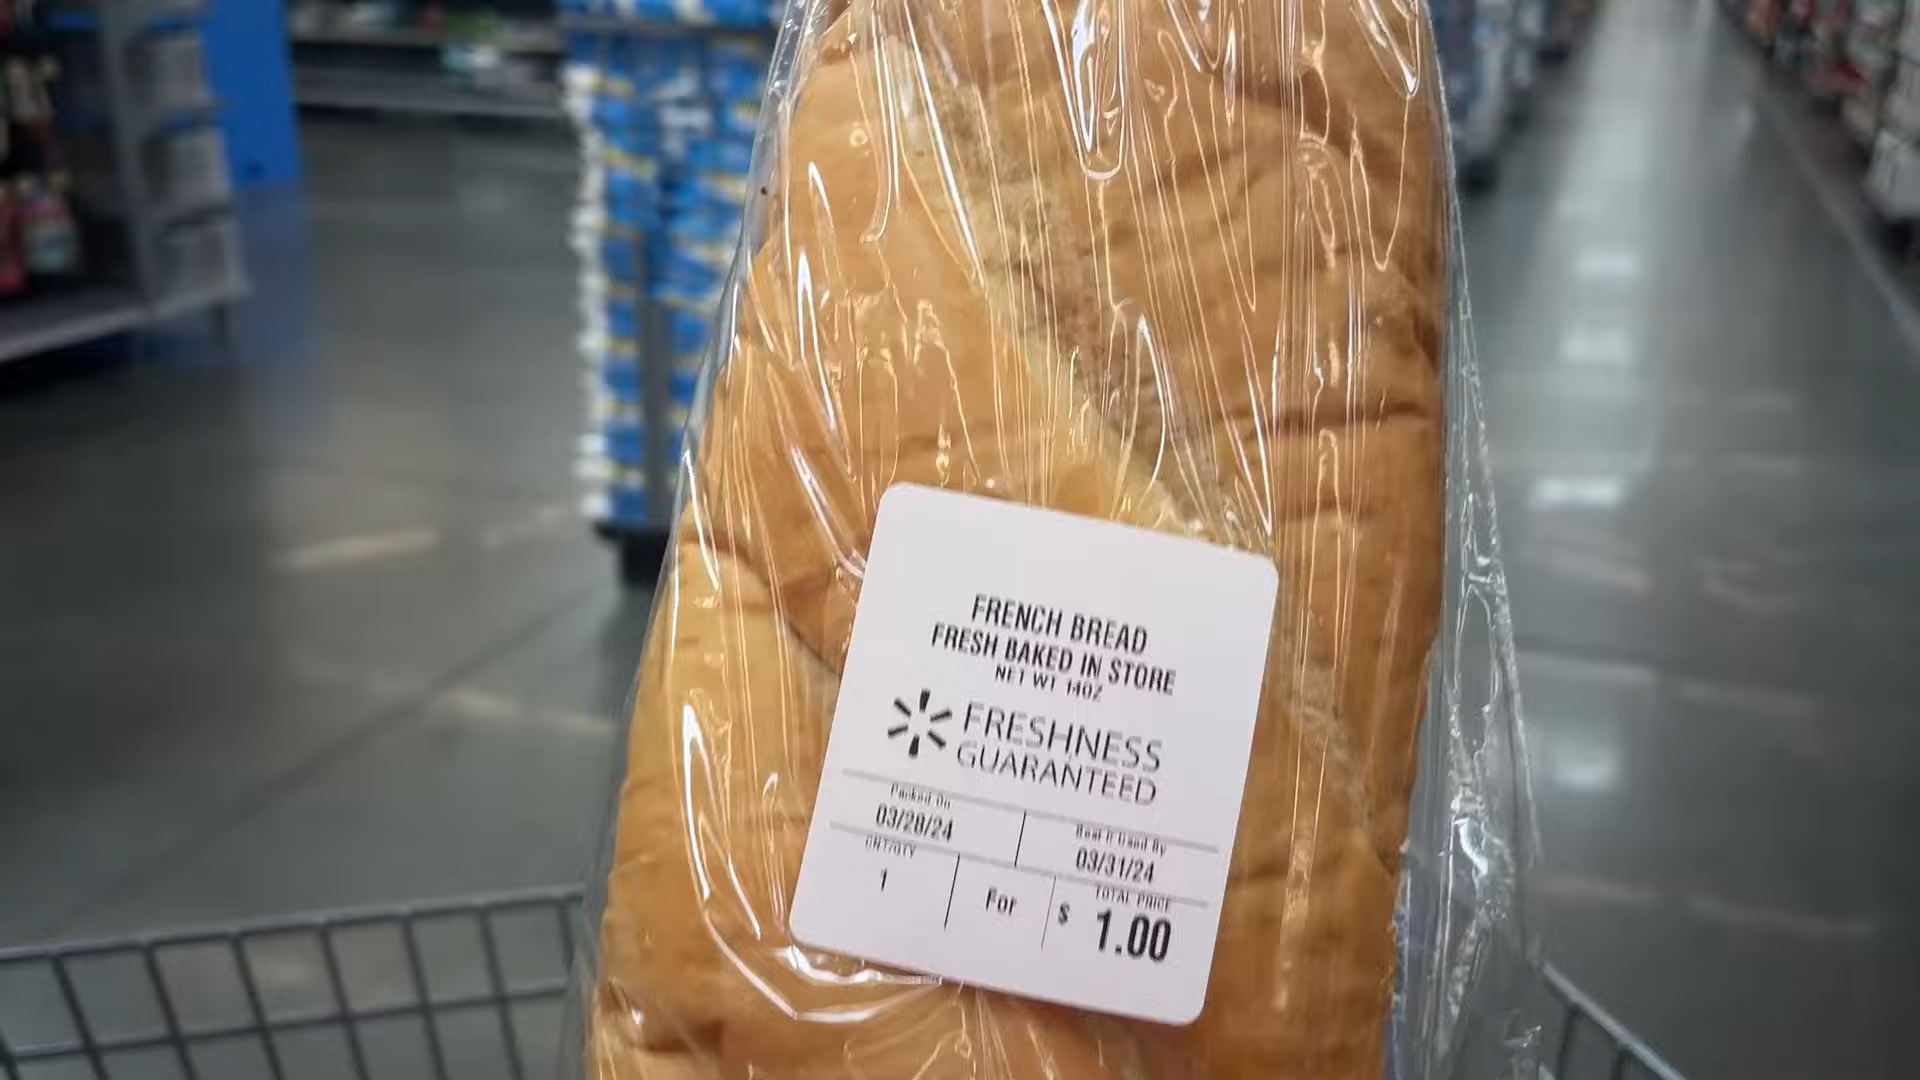 FRENCH BREAD
FRESH BAKED IN STORE
NET WT 14OZ
FRESHNESS
GUARANTEED
Packed On
03/28/24
Best If Used By
03/31/24
CNT/QTY
1
For
TOTAL PRICE
$ 1.00